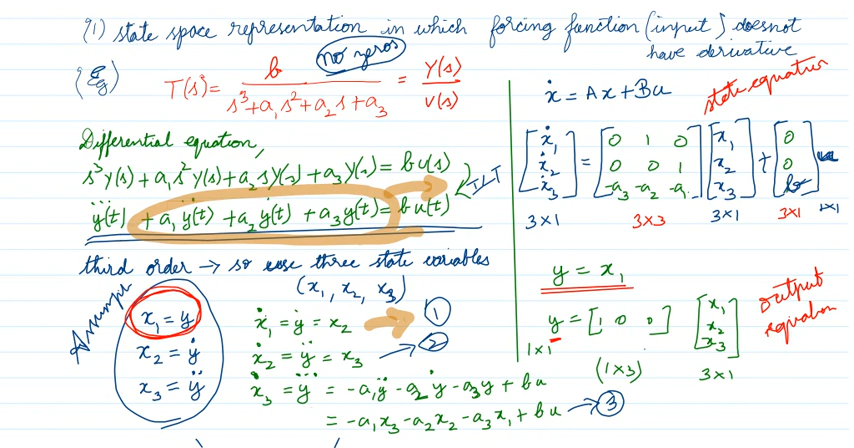 (1) state space representation in which forcing function (input) doesnot
have derivative
no zeros
(Eg) T(s) = b / s³+a₁s²+a₂s+a₃ = Y(s) / U(s)
Differential equation,
s³Y(s)+a₁s²Y(s)+a₂sY(s)+a₃Y(s) = bu(s)
ILT
y⃛(t) + a₁ÿ(t) + a₂ẏ(t) + a₃y(t) = bu(t)
third order → so use three state variables
(x₁, x₂, x₃)
Assumpt
x₁ = y
x₂ = ẏ
x₃ = ÿ
ẋ₁ = ẏ = x₂ → 1
ẋ₂ = ÿ = x₃ → 2
ẋ₃ = y⃛ = -a₁ÿ - a₂ẏ - a₃y + bu
= -a₁x₃ - a₂x₂ - a₃x₁ + bu → 3
state equation
ẋ = Ax + Bu
[ẋ₁ ẋ₂ ẋ₃] = [0 1 0
0 0 1
-a₃ -a₂ -a₁] [x₁ x₂ x₃] + [0 0 b] u
3×1 3×3 3×1 3×1 1×1
y = x₁
output equation
y = [1 0 0] [x₁ x₂ x₃]
1×1 (1×3) 3×1